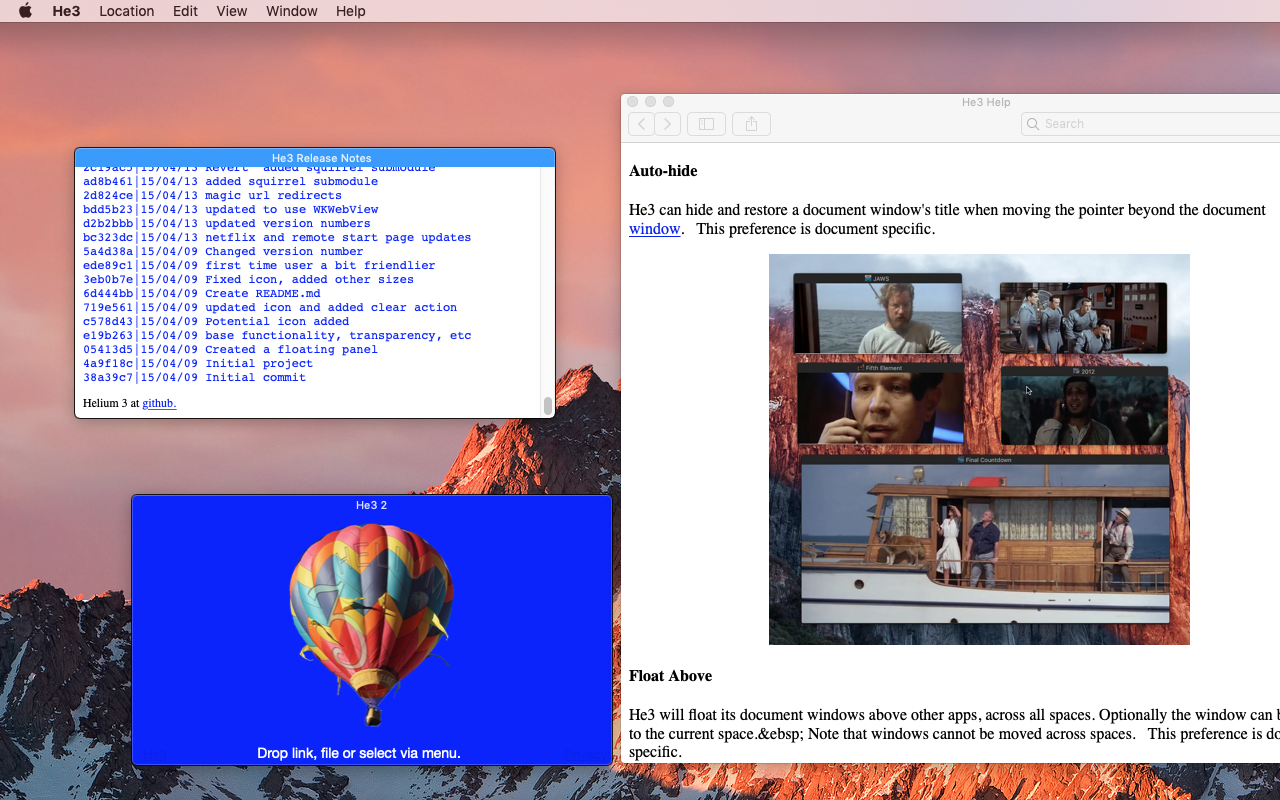 He3 Location Edit View Window Help
He3 Release Notes
2c19ac5|15/04/13 Revert "added squirrel submodule"
ad8b461|15/04/13 added squirrel submodule
2d824ce|15/04/13 magic url redirects
bdd5b23|15/04/13 updated to use WKWebView
d2b2bbb|15/04/13 updated version numbers
bc323dc|15/04/13 netflix and remote start page updates
5a4d38a|15/04/09 Changed version number
ede89c1|15/04/09 first time user a bit friendlier
3eb0b7e|15/04/09 Fixed icon, added other sizes
6d444bb|15/04/09 Create README.md
719e561|15/04/09 updated icon and added clear action
c578d43|15/04/09 Potential icon added
e19b263|15/04/09 base functionality, transparency, etc
05413d5|15/04/09 Created a floating panel
4a9f18c|15/04/09 Initial project
38a39c7|15/04/09 Initial commit
Helium 3 at github.
He3 2
Drop link, file or select via menu.
He3 Help
Search
Auto-hide
He3 can hide and restore a document window's title when moving the pointer beyond the document
window. This preference is document specific.
JAWS
Fifth Element
2012
Final Countdown
Float Above
He3 will float its document windows above other apps, across all spaces. Optionally the window can
to the current space.&ebsp; Note that windows cannot be moved across spaces. This preference is
specific.